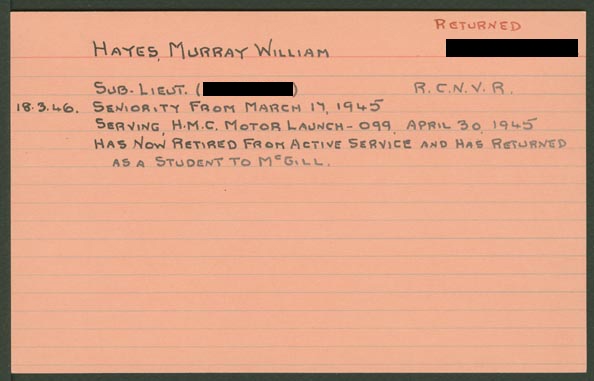 RETURNED
HAYES, MURRAY WILLIAM
SUB-LIEUT. ( ) R.C.N.V.R.
18.3.46. SENIORITY FROM MARCH 17, 1945
SERVING, H.M.C. MOTOR LAUNCH-099, APRIL 30, 1945
HAS NOW RETIRED FROM ACTIVE SERVICE AND HAS RETURNED
AS A STUDENT TO MCGILL.